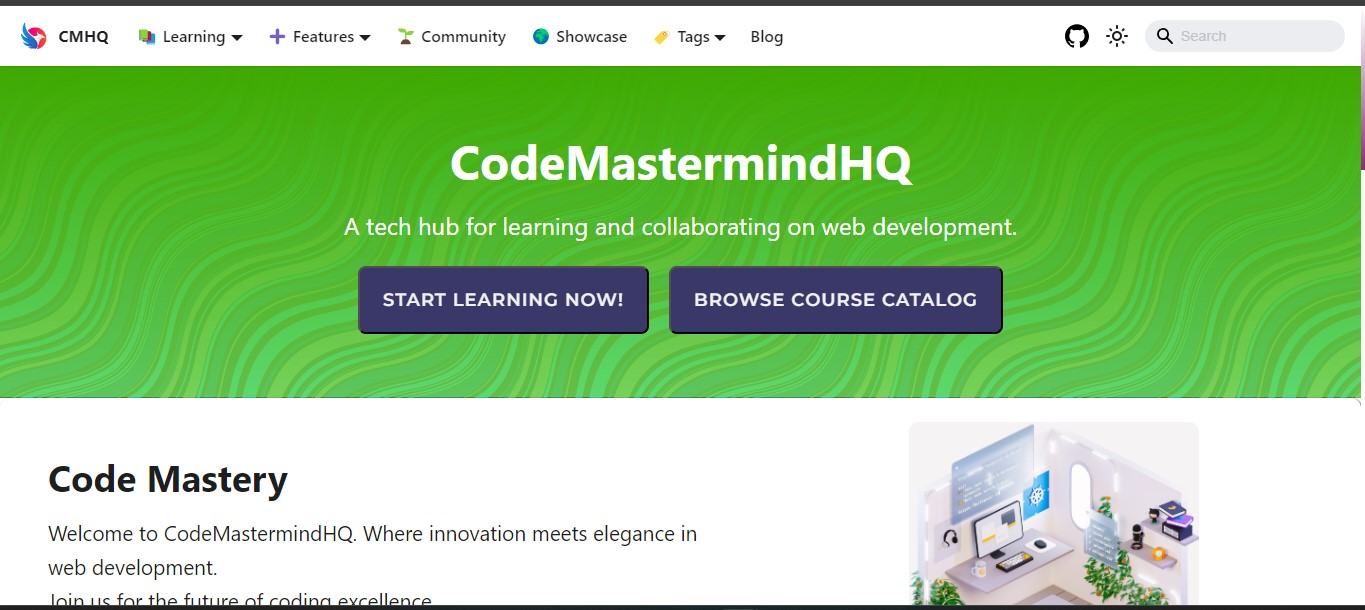 CMHQ
Learning
Features
Community
Showcase
Tags
Blog
Search
CodeMastermindHQ
A tech hub for learning and collaborating on web development.
START LEARNING NOW!
BROWSE COURSE CATALOG
Code Mastery
Welcome to CodeMastermindHQ. Where innovation meets elegance in
web development.
Join us for the future of coding excellence